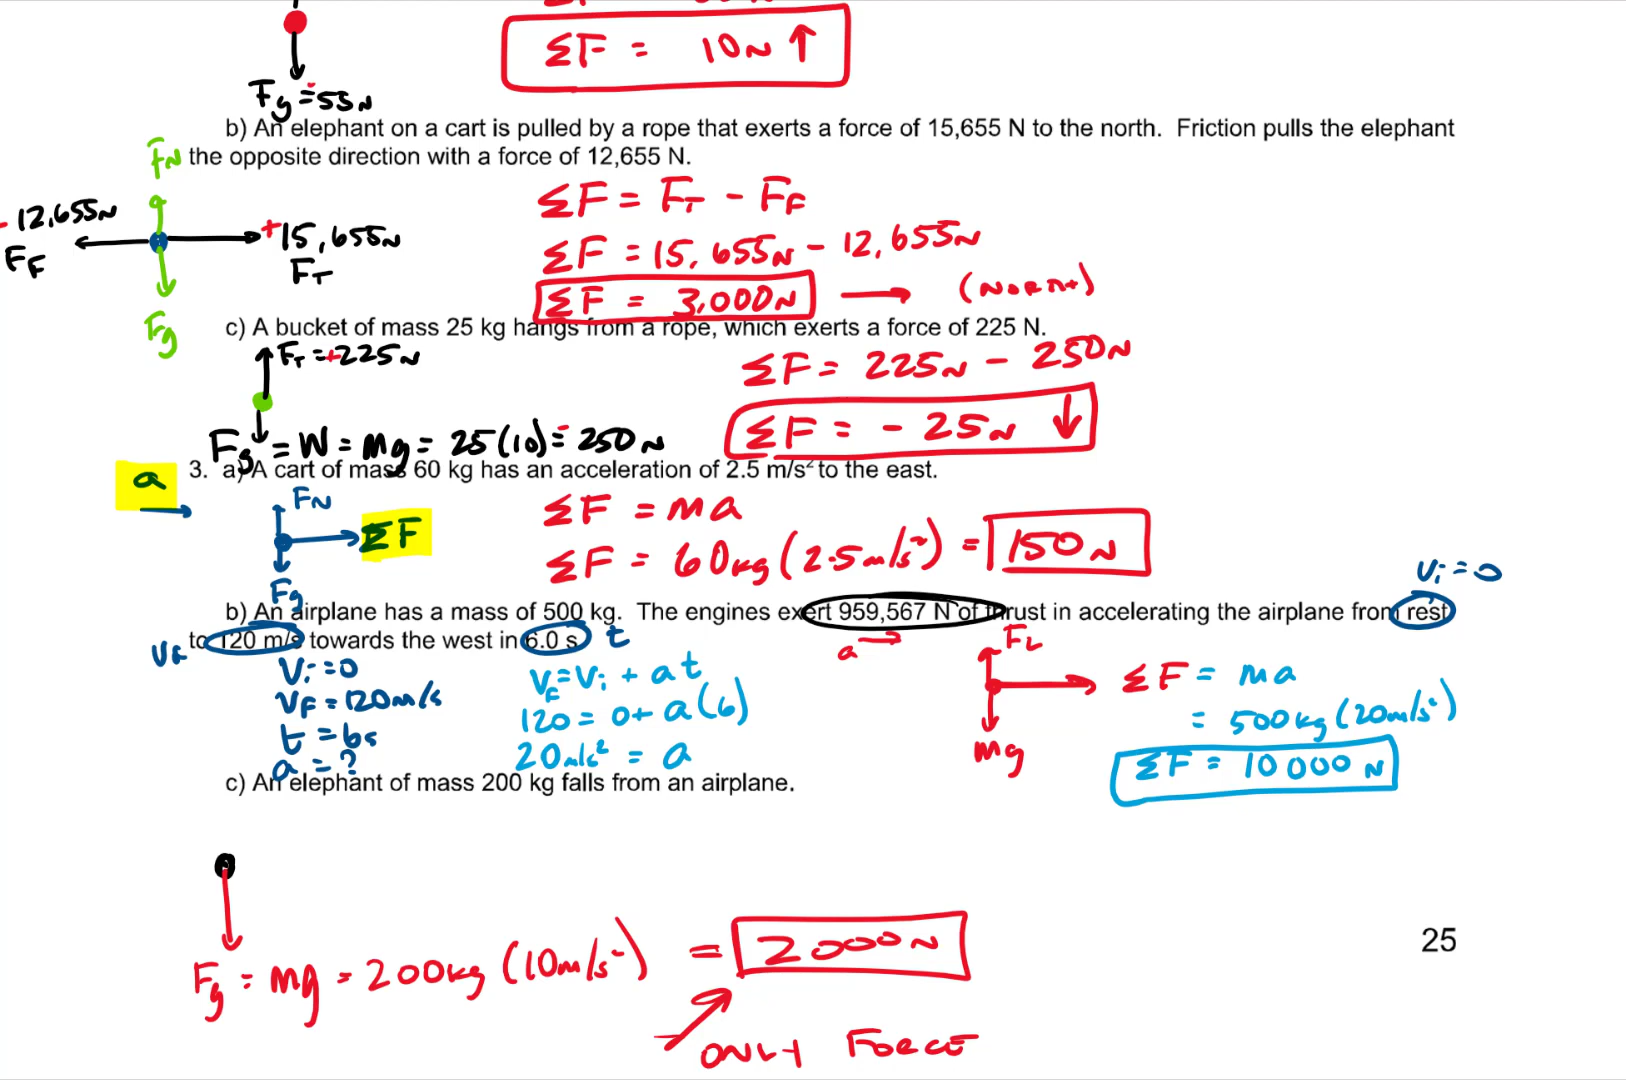 ΣF = 10N ↑
Fg = 55N
b) An elephant on a cart is pulled by a rope that exerts a force of 15,655 N to the north. Friction pulls the elephant
the opposite direction with a force of 12,655 N.
FN
- 12,655N
FF
+15,655N
FT
Fg
ΣF = FT - FF
ΣF = 15,655N - 12,655N
ΣF = 3,000N → (North)
c) A bucket of mass 25 kg hangs from a rope, which exerts a force of 225 N.
FT = +225N
ΣF = 225N - 250N
Fg = W = Mg = 25(10) = 250N
ΣF = - 25N ↓
3. a) A cart of mass 60 kg has an acceleration of 2.5 m/s² to the east.
a
FN
ΣF
Fg
ΣF = ma
ΣF = 60kg (2.5m/s²) = 150N
Vi = 0
b) An airplane has a mass of 500 kg. The engines exert 959,567 N of thrust in accelerating the airplane from rest
to 120 m/s towards the west in 6.0 s.
VF
t
a
Vi = 0
VF = 120m/s
t = 6s
a = ?
VF = Vi + at
120 = 0 + a(6)
20m/s² = a
FL
Mg
ΣF = ma
= 500kg (20m/s²)
ΣF = 10 000 N
c) An elephant of mass 200 kg falls from an airplane.
Fg = mg = 200kg (10m/s²) = 2000N
ONLY FORCE
25